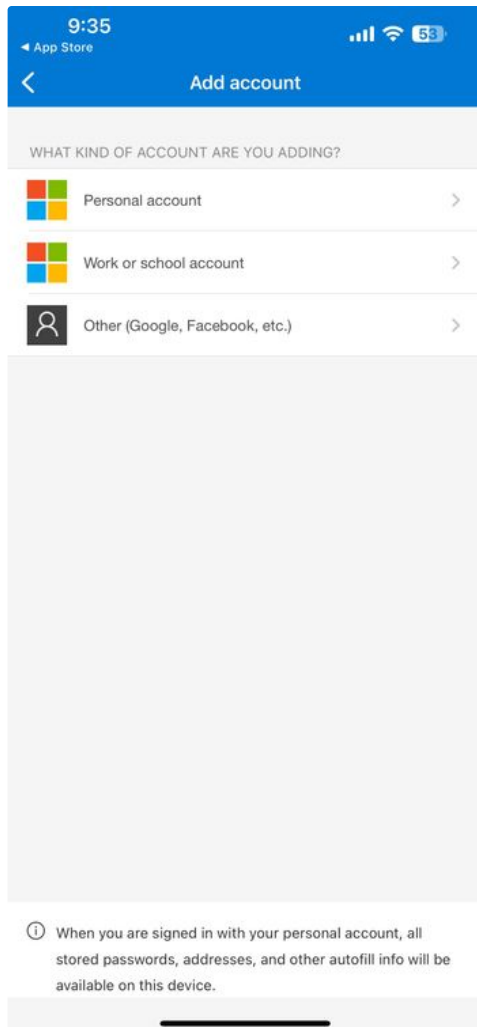 9:35
53
◀ App Store
Add account
WHAT KIND OF ACCOUNT ARE YOU ADDING?
Personal account
Work or school account
Other (Google, Facebook, etc.)
When you are signed in with your personal account, all
stored passwords, addresses, and other autofill info will be
available on this device.